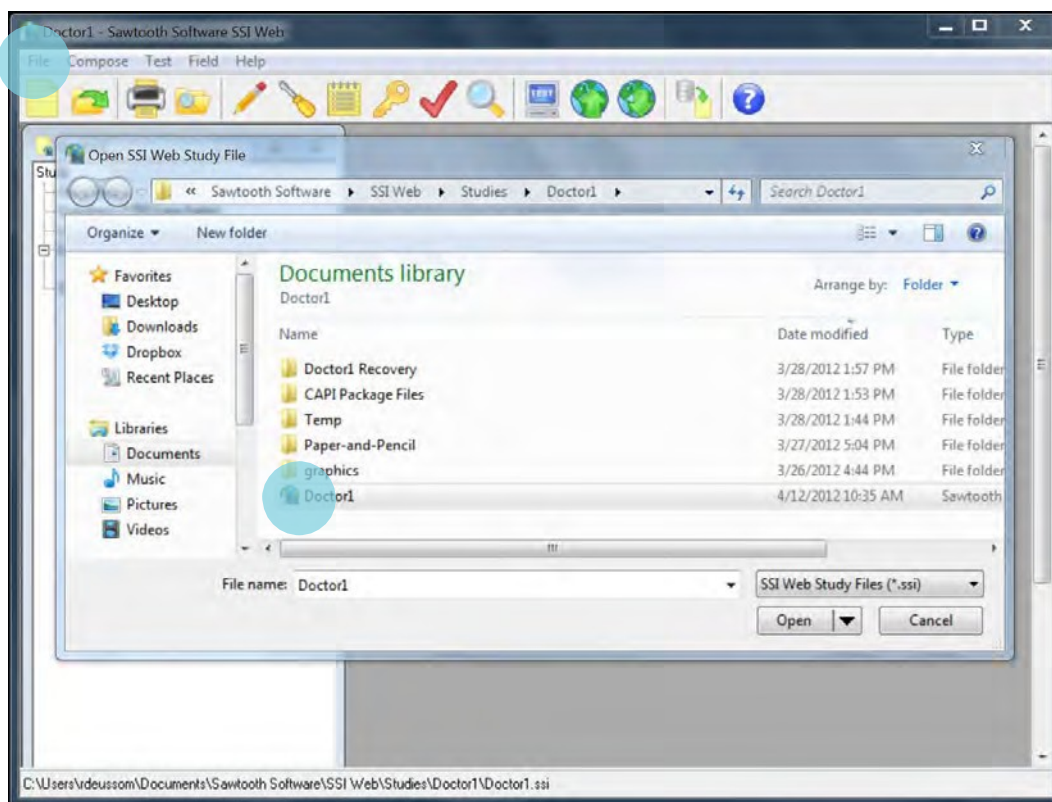 Doctor1 - Sawtooth Software SSI Web
File Compose Test Field Help
TEST
Open SSI Web Study File
Stu
« Sawtooth Software SSI Web Studies Doctor1
Search Doctor1
Organize New folder
Favorites
Desktop
Downloads
Dropbox
Recent Places
Libraries
Documents
Music
Pictures
Videos
Documents library
Doctor1
Arrange by: Folder
Name Date modified Type
Doctor1 Recovery 3/28/2012 1:57 PM File folder
CAPI Package Files 3/28/2012 1:53 PM File folder
Temp 3/28/2012 1:44 PM File folder
Paper-and-Pencil 3/27/2012 5:04 PM File folder
graphics 3/26/2012 4:44 PM File folder
Doctor1 4/12/2012 10:35 AM Sawtooth
File name: Doctor1 SSI Web Study Files (*.ssi)
Open Cancel
C:\Users\rdeussom\Documents\Sawtooth Software\SSI Web\Studies\Doctor1\Doctor1.ssi